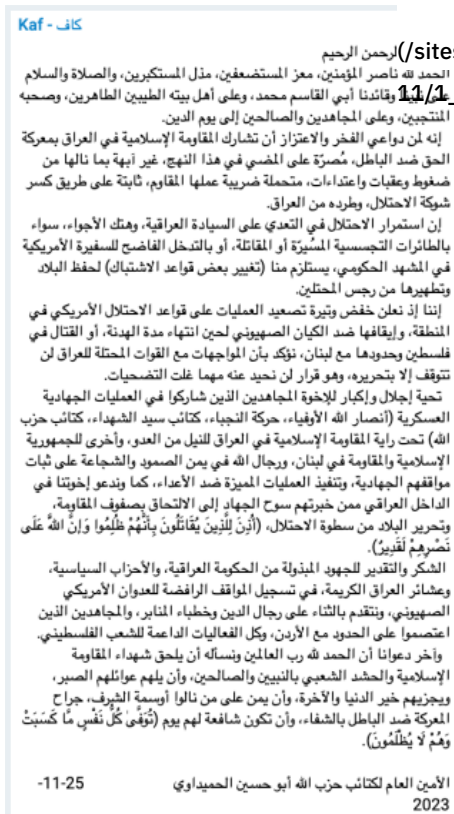 كاف - Kaf
(/sites
الرحمن الرحيم
11/1_
الحمد لله ناصر المؤمنين، معز المستضعفين، مذل المستكبرين، والصلاة والسلام
وقائدنا أبي القاسم محمد، وعلى أهل بيته الطيبين الطاهرين، وصحبه
المنتجبين، وعلى المجاهدين والصالحين إلى يوم الدين.
إنه لمن دواعي الفخر والاعتزاز أن تشارك المقاومة الإسلامية في العراق بمعركة
الحق ضد الباطل، مُصرّة على المضي في هذا النهج، غير آبهة بما نالها من
ضغوط وعقبات واعتداءات، متحملة ضريبة عملها المقاوم، ثابتة على طريق كسر
شوكة الاحتلال، وطرده من العراق.
إن استمرار الاحتلال في التعدي على السيادة العراقية، وهتك الأجواء، سواء
بالطائرات التجسسية المسُيرّة أو المقاتلة، أو بالتدخل الفاضح للسفيرة الأمريكية
في المشهد الحكومي، يستلزم منا (تغيير بعض قواعد الاشتباك) لحفظ البلاد
وتطهيرها من رجس المحتلين.
إننا إذ نعلن خفض وتيرة تصعيد العمليات على قواعد الاحتلال الأمريكي في
المنطقة، وإيقافها ضد الكيان الصهيوني لحين انتهاء مدة الهدنة، أو القتال في
فلسطين وحدودها مع لبنان، نؤكد بأن المواجهات مع القوات المحتلة للعراق لن
تتوقف إلا بتحريره، وهو قرار لن نحيد عنه مهما غلت التضحيات.
تحية إجلال وإكبار للإخوة المجاهدين الذين شاركوا في العمليات الجهادية
العسكرية (أنصار الله الأوفياء، حركة النجباء، كتائب سيد الشهداء، كتائب حزب
الله) تحت راية المقاومة الإسلامية في العراق للنيل من العدو، وأخرى للجمهورية
الإسلامية والمقاومة في لبنان، ورجال الله في يمن الصمود والشجاعة على ثبات
مواقفهم الجهادية، وتنفيذ العمليات المميزة ضد الأعداء، كما وندعو إخوتنا في
الداخل العراقي ممن خبرتهم سوح الجهاد إلى الالتحاق بصفوف المقاومة،
وتحرير البلاد من سطوة الاحتلال، (أُذِنَ لِلَّذِينَ يُقَاتَلُونَ بِأَنَّهُمْ ظُلِمُوا وَإِنَّ اللَّهَ عَلَى
نَصْرِهِمْ لَقَدِيرٌ).
الشكر والتقدير للجهود المبذولة من الحكومة العراقية، والأحزاب السياسية،
وعشائر العراق الكريمة، في تسجيل المواقف الرافضة للعدوان الأمريكي
الصهيوني، ونتقدم بالثناء على رجال الدين وخطباء المنابر، والمجاهدين الذين
اعتصموا على الحدود مع الأردن، وكل الفعاليات الداعمة للشعب الفلسطيني.
وآخر دعوانا أن الحمد لله رب العالمين ونسأله أن يلحق شهداء المقاومة
الإسلامية والحشد الشعبي بالنبيين والصالحين، وأن يلهم عوائلهم الصبر،
ويجزيهم خير الدنيا والآخرة، وأن يمن على من نالوا أوسمة الشرف، جراح
المعركة ضد الباطل بالشفاء، وأن تكون شافعة لهم يوم (تُوَفَّىٰ كُلُّ نَفْسٍ مَّا كَسَبَتْ
وَهُمْ لَا يُظْلَمُونَ).
الأمين العام لكتائب حزب الله أبو حسين الحميداوي 25-11-
2023